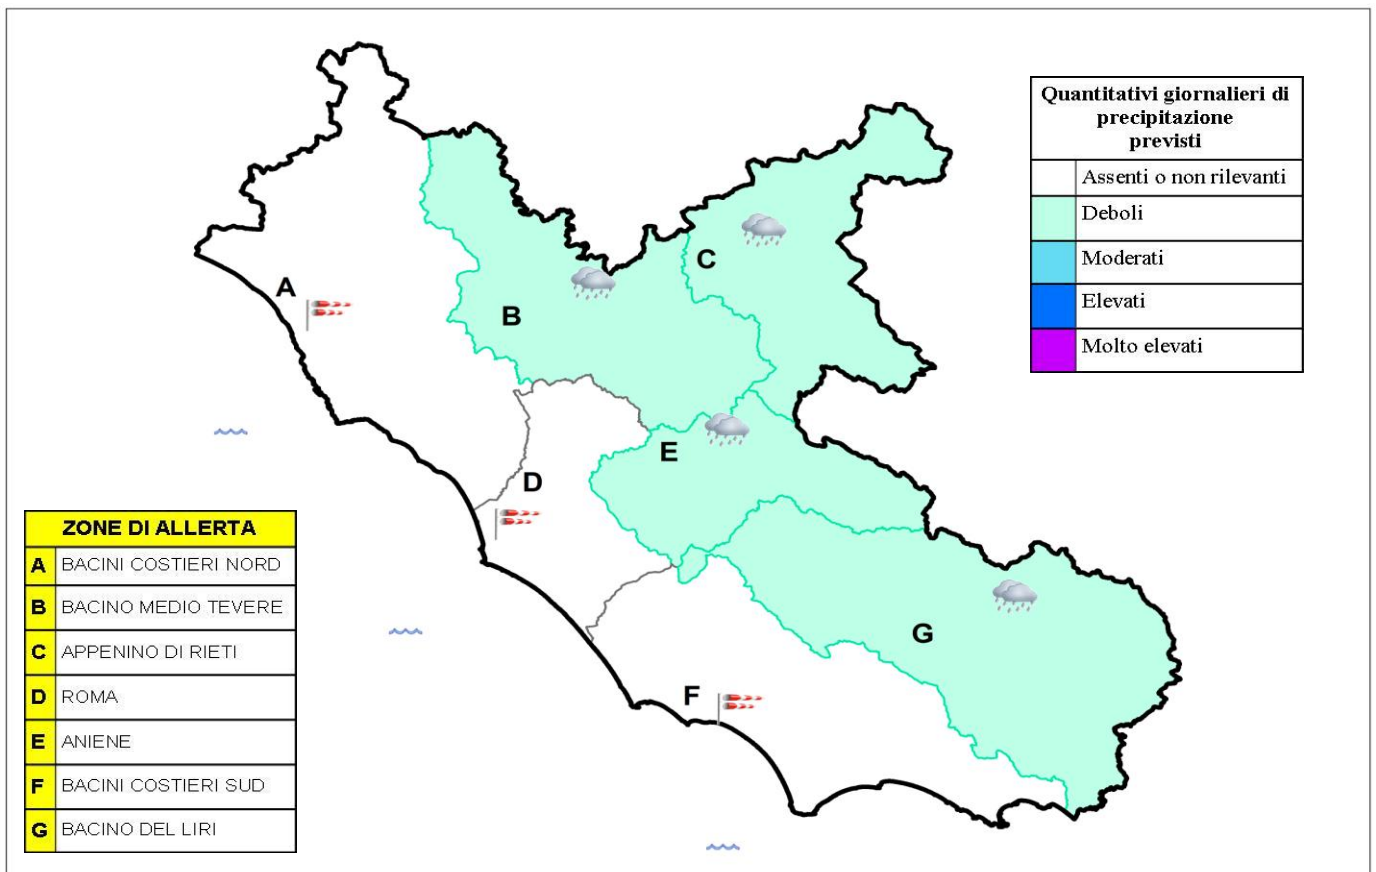 Quantitativi giornalieri di
precipitazione
previsti
Assenti o non rilevanti
Deboli
Moderati
Elevati
Molto elevati
A
B
C
D
E
F
G
ZONE DI ALLERTA
A BACINI COSTIERI NORD
B BACINO MEDIO TEVERE
C APPENINO DI RIETI
D ROMA
E ANIENE
F BACINI COSTIERI SUD
G BACINO DEL LIRI